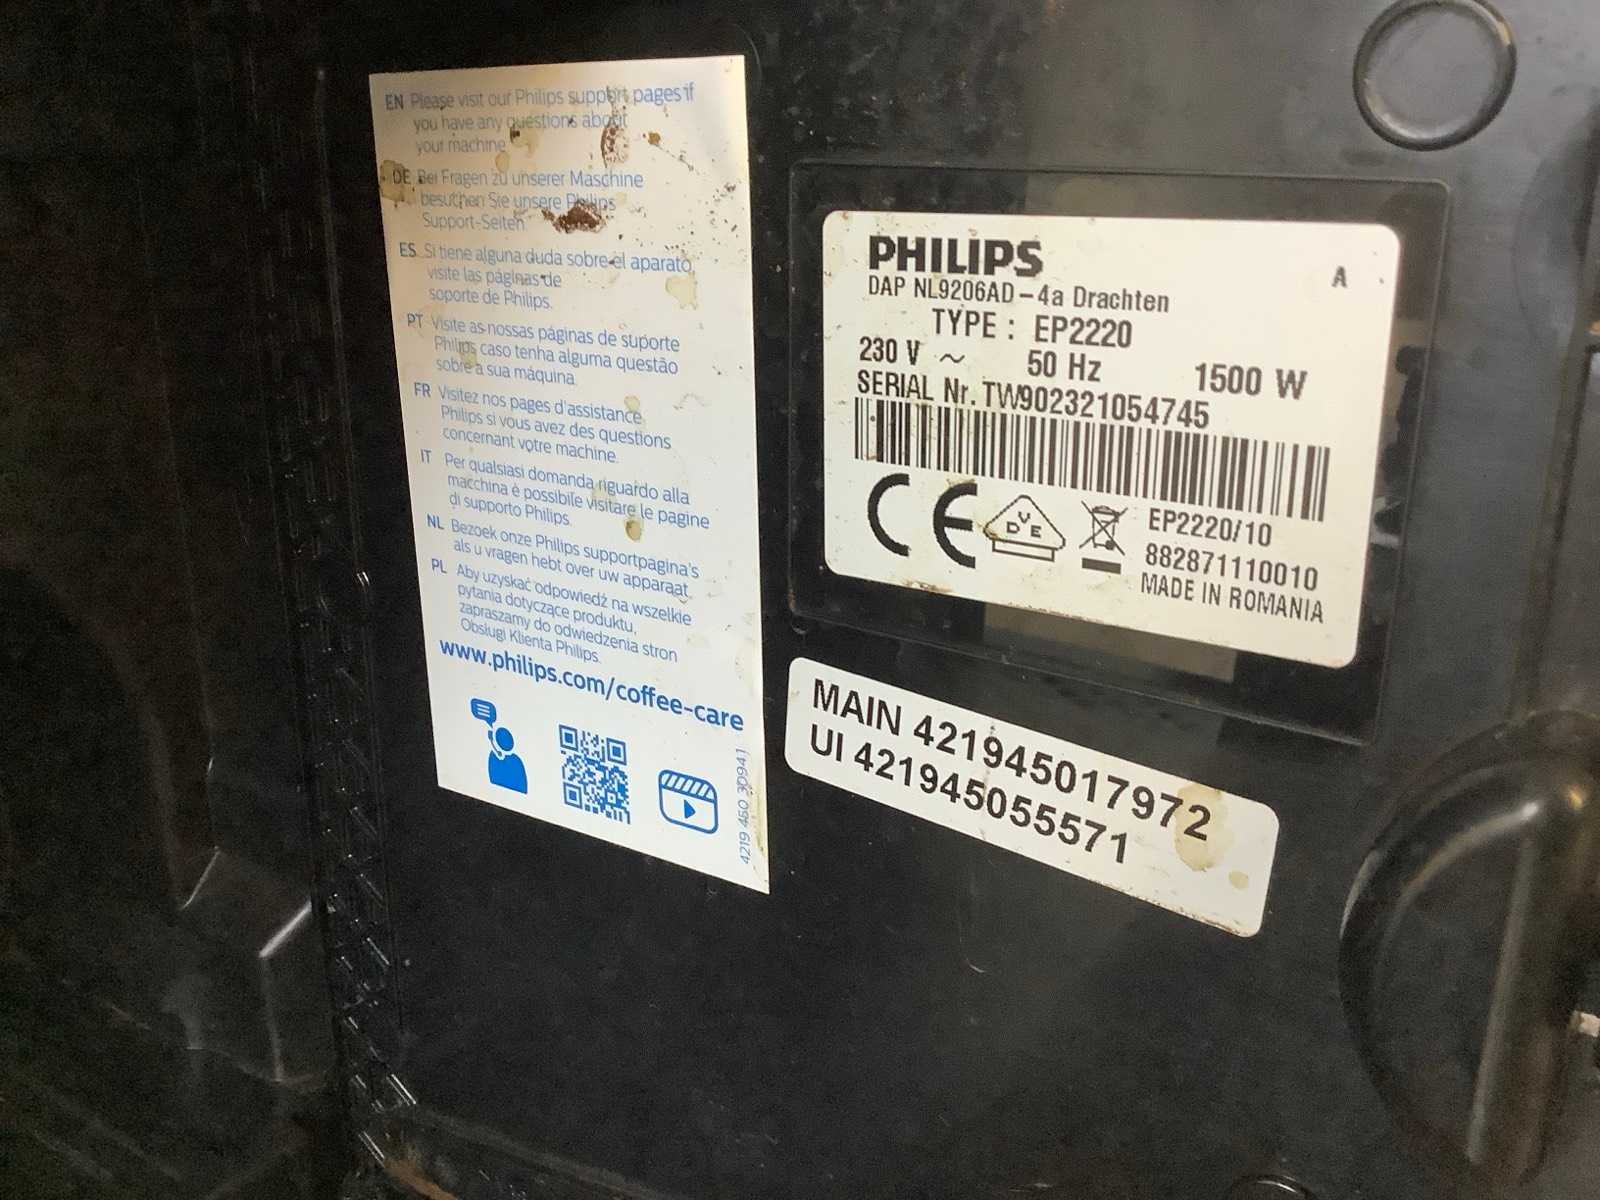 EN Please visit our Philips support pages if
you have any questions about
your machine.
DE Bei Fragen zu unserer Maschine
besuchen Sie unsere Philips
Support-Seiten.
ES Si tiene alguna duda sobre el aparato,
visite las páginas de
soporte de Philips.
PT Visite as nossas páginas de suporte
Philips caso tenha alguma questão
sobre a sua máquina.
FR Visitez nos pages d'assistance
Philips si vous avez des questions
concernant votre machine.
IT Per qualsiasi domanda riguardo alla
macchina è possibile visitare le pagine
di supporto Philips.
NL Bezoek onze Philips supportpagina's
als u vragen hebt over uw apparaat.
PL Aby uzyskać odpowiedź na wszelkie
pytania dotyczące produktu,
zapraszamy do odwiedzenia stron
Obsługi Klienta Philips.
www.philips.com/coffee-care
4219 460 3094.1
PHILIPS
A
DAP NL9206AD-4a Drachten
TYPE : EP2220
230 V ~ 50 Hz 1500 W
SERIAL Nr. TW902321054745
CE
DVE
EP2220/10
882871110010
MADE IN ROMANIA
MAIN 421945017972
UI 421945055571